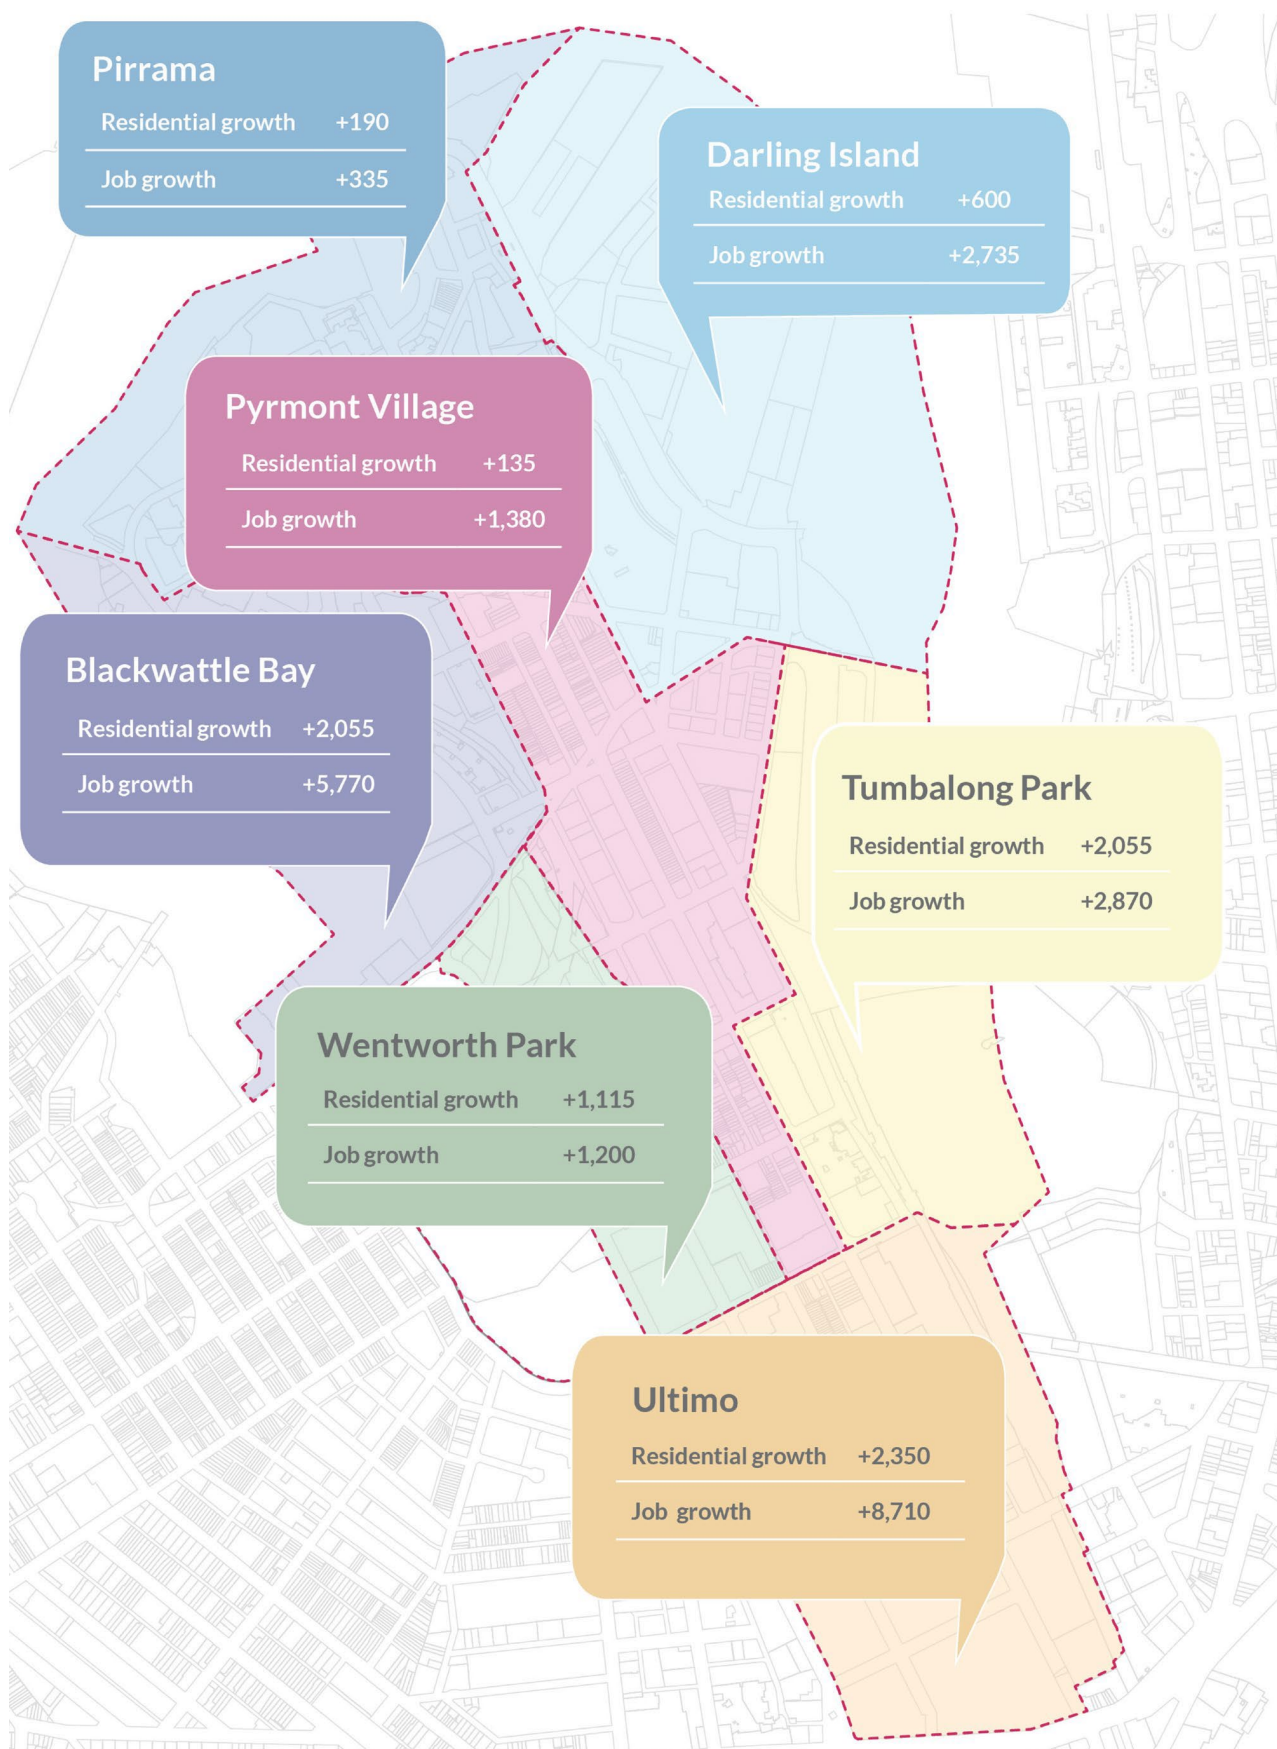 Pirrama
Residential growth +190
Job growth +335
Darling Island
Residential growth +600
Job growth +2,735
Pyrmont Village
Residential growth +135
Job growth +1,380
Blackwattle Bay
Residential growth +2,055
Job growth +5,770
Tumbalong Park
Residential growth +2,055
Job growth +2,870
Wentworth Park
Residential growth +1,115
Job growth +1,200
Ultimo
Residential growth +2,350
Job growth +8,710